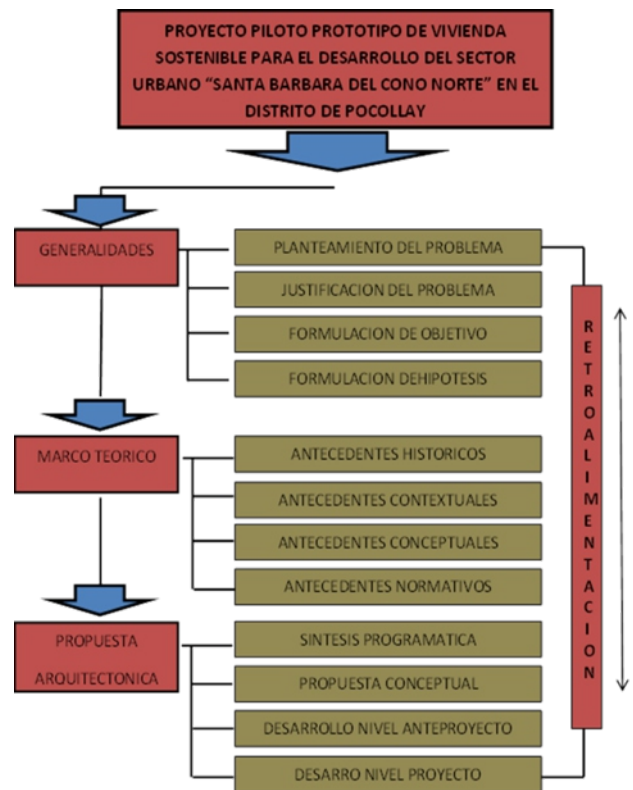 PROYECTO PILOTO PROTOTIPO DE VIVIENDA
SOSTENIBLE PARA EL DESARROLLO DEL SECTOR
URBANO “SANTA BARBARA DEL CONO NORTE” EN EL
DISTRITO DE POCOLLAY
GENERALIDADES
PLANTEAMIENTO DEL PROBLEMA
JUSTIFICACION DEL PROBLEMA
FORMULACION DE OBJETIVO
FORMULACION DEHIPOTESIS
MARCO TEORICO
ANTECEDENTES HISTORICOS
ANTECEDENTES CONTEXTUALES
ANTECEDENTES CONCEPTUALES
ANTECEDENTES NORMATIVOS
PROPUESTA
ARQUITECTONICA
SINTESIS PROGRAMATICA
PROPUESTA CONCEPTUAL
DESARROLLO NIVEL ANTEPROYECTO
DESARRO NIVEL PROYECTO
RETROALIMENTACION